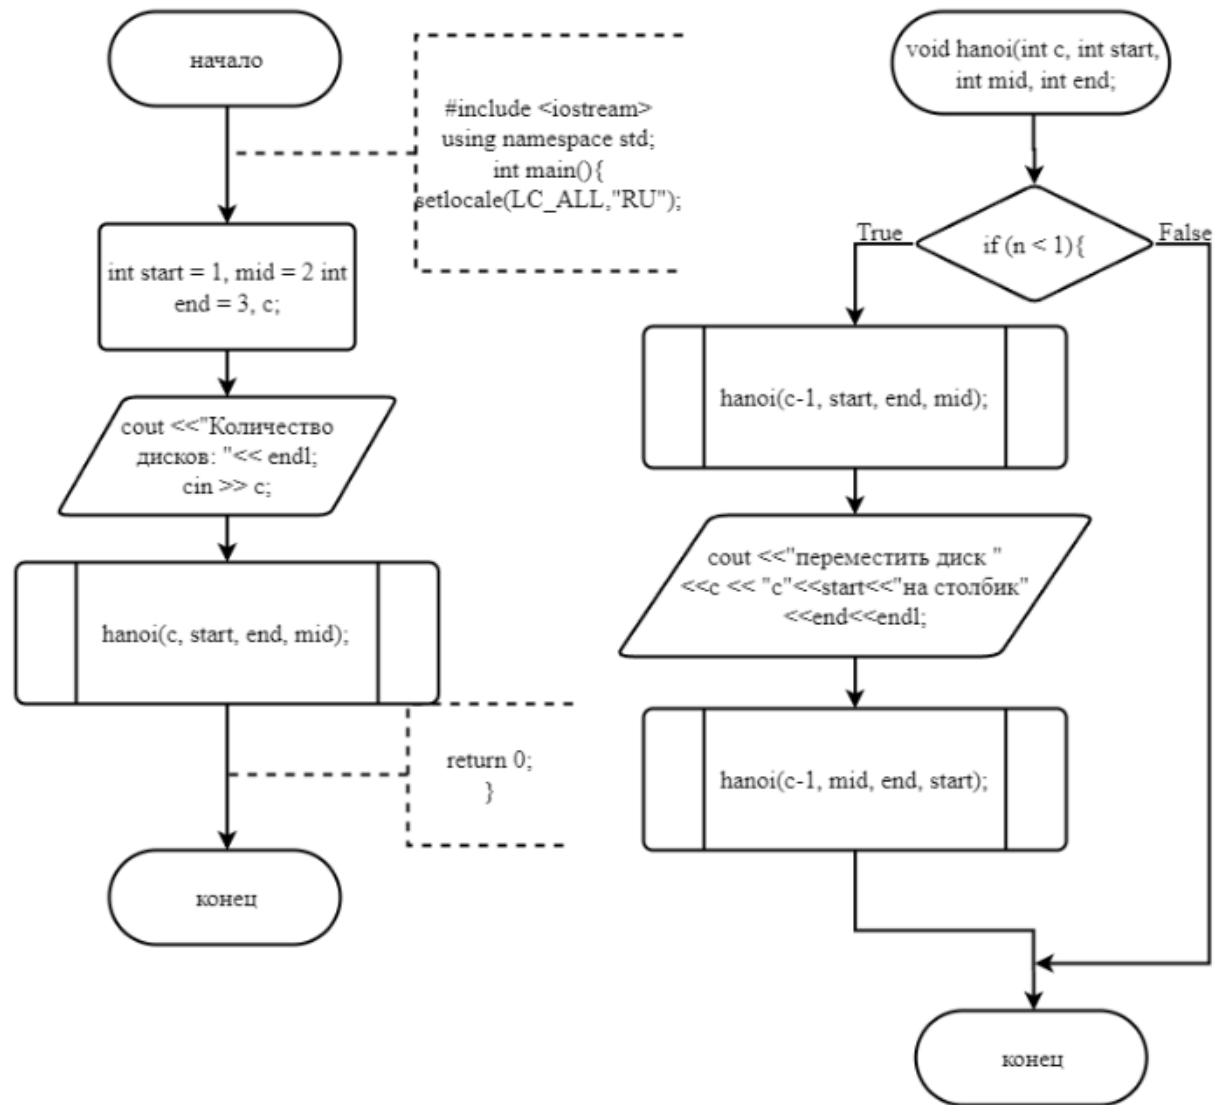 начало
#include <iostream>
using namespace std;
int main(){
setlocale(LC_ALL,"RU");
int start = 1, mid = 2 int
end = 3, c;
cout <<"Количество
дисков: "<< endl;
cin >> c;
hanoi(c, start, end, mid);
return 0;
}
конец
void hanoi(int c, int start,
int mid, int end;
if (n < 1){
True
False
hanoi(c-1, start, end, mid);
cout <<"переместить диск "
<<c << "с"<<start<<"на столбик"
<<end<<endl;
hanoi(c-1, mid, end, start);
конец